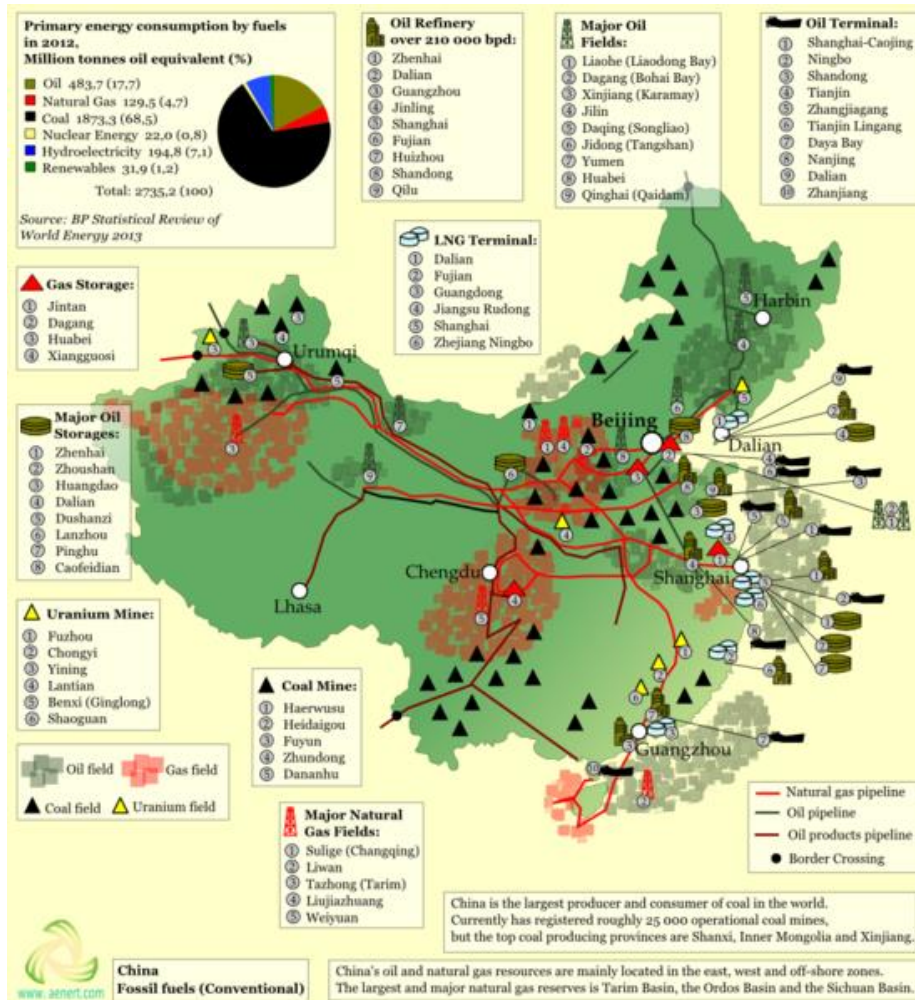 Primary energy consumption by fuels
in 2012,
Million tonnes oil equivalent (%)
Oil 483,7 (17,7)
Natural Gas 129,5 (4,7)
Coal 1873,3 (68,5)
Nuclear Energy 22,0 (0,8)
Hydroelectricity 194,8 (7,1)
Renewables 31,9 (1,2)
Total: 2735,2 (100)
Source: BP Statistical Review of
World Energy 2013
Oil Refinery
over 210 000 bpd:
1 Zhenhai
2 Dalian
3 Guangzhou
4 Jinling
5 Shanghai
6 Fujian
7 Huizhou
8 Shandong
9 Qilu
Major Oil
Fields:
1 Liaohe (Liaodong Bay)
2 Dagang (Bohai Bay)
3 Xinjiang (Karamay)
4 Jilin
5 Daqing (Songliao)
6 Jidong (Tangshan)
7 Yumen
8 Huabei
9 Qinghai (Qaidam)
Oil Terminal:
1 Shanghai-Caojing
2 Ningbo
3 Shandong
4 Tianjin
5 Zhangjiagang
6 Tianjin Lingang
7 Daya Bay
8 Nanjing
9 Dalian
10 Zhanjiang
LNG Terminal:
1 Dalian
2 Fujian
3 Guangdong
4 Jiangsu Rudong
5 Shanghai
6 Zhejiang Ningbo
Gas Storage:
1 Jintan
2 Dagang
3 Huabei
4 Xiangguosi
Major Oil
Storages:
1 Zhenhai
2 Zhoushan
3 Huangdao
4 Dalian
5 Dushanzi
6 Lanzhou
7 Pinghu
8 Caofeidian
Uranium Mine:
1 Fuzhou
2 Chongyi
3 Yining
4 Lantian
5 Benxi (Ginglong)
6 Shaoguan
Oil field
Gas field
Coal field
Uranium field
Coal Mine:
1 Haerwusu
2 Heidaigou
3 Fuyun
4 Zhundong
5 Dananhu
Major Natural
Gas Fields:
1 Sulige (Changqing)
2 Liwan
3 Tazhong (Tarim)
4 Liujiazhuang
5 Weiyuan
Harbin
Urumqi
Beijing
Dalian
Chengdu
Shanghai
Lhasa
Guangzhou
Natural gas pipeline
Oil pipeline
Oil products pipeline
Border Crossing
China is the largest producer and consumer of coal in the world.
Currently has registered roughly 25 000 operational coal mines,
but the top coal producing provinces are Shanxi, Inner Mongolia and Xinjiang.
www.aenert.com
China
Fossil fuels (Conventional)
China's oil and natural gas resources are mainly located in the east, west and off-shore zones.
The largest and major natural gas reserves is Tarim Basin, the Ordos Basin and the Sichuan Basin.